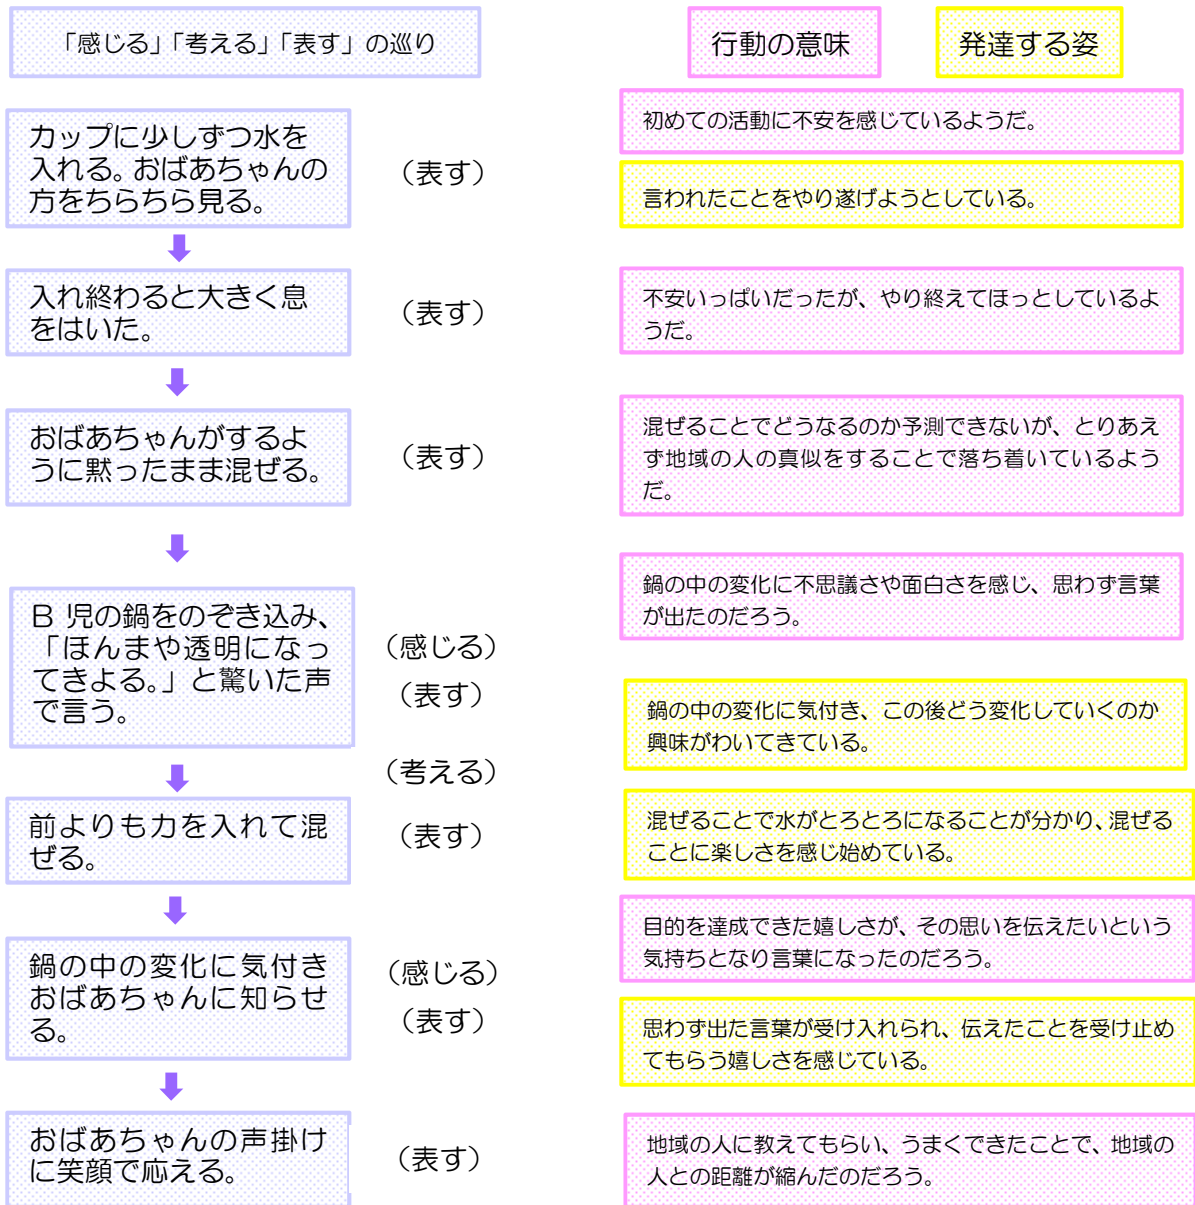 「感じる」「考える」「表す」の巡り
行動の意味
発達する姿
カップに少しずつ水を
入れる。おばあちゃんの
方をちらちら見る。
（表す）
初めての活動に不安を感じているようだ。
言われたことをやり遂げようとしている。
入れ終わると大きく息
をはいた。
（表す）
不安いっぱいだったが、やり終えてほっとしているよ
うだ。
おばあちゃんがするよ
うに黙ったまま混ぜる。
（表す）
混ぜることでどうなるのか予測できないが、とりあえ
ず地域の人の真似をすることで落ち着いているよう
だ。
B 児の鍋をのぞき込み、
「ほんまや透明になっ
てきよる。」と驚いた声
で言う。
（感じる）
（表す）
鍋の中の変化に不思議さや面白さを感じ、思わず言葉
が出たのだろう。
鍋の中の変化に気付き、この後どう変化していくのか
興味がわいてきている。
（考える）
前よりも力を入れて混
ぜる。
（表す）
混ぜることで水がとろとろになることが分かり、混ぜる
ことに楽しさを感じ始めている。
鍋の中の変化に気付き
おばあちゃんに知らせ
る。
（感じる）
（表す）
目的を達成できた嬉しさが、その思いを伝えたいという
気持ちとなり言葉になったのだろう。
思わず出た言葉が受け入れられ、伝えたことを受け止め
てもらう嬉しさを感じている。
おばあちゃんの声掛け
に笑顔で応える。
（表す）
地域の人に教えてもらい、うまくできたことで、地域の
人との距離が縮んだのだろう。